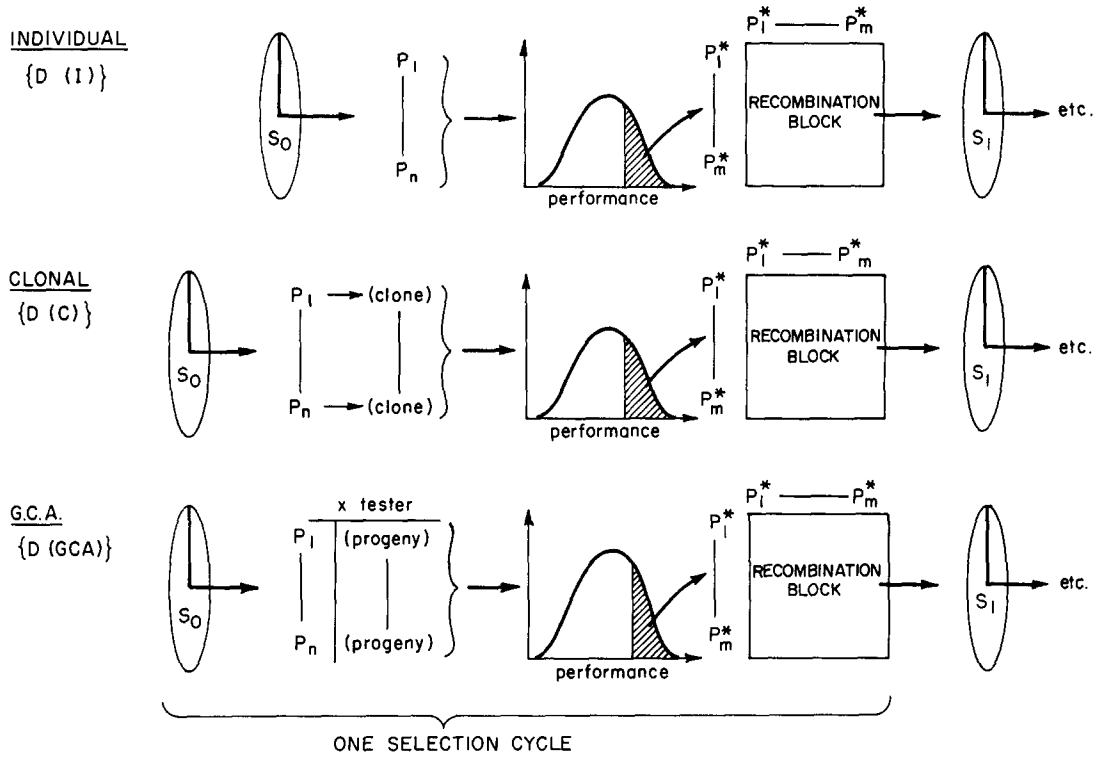 INDIVIDUAL
{D (I)}
S₀
P₁
Pₙ
performance
P₁*
Pₘ*
P₁* Pₘ*
RECOMBINATION
BLOCK
S₁
etc.
CLONAL
{D (C)}
S₀
P₁ → (clone)
Pₙ → (clone)
performance
P₁*
Pₘ*
P₁* Pₘ*
RECOMBINATION
BLOCK
S₁
etc.
G.C.A.
{D (GCA)}
S₀
x tester
P₁ (progeny)
Pₙ (progeny)
performance
P₁*
Pₘ*
P₁* Pₘ*
RECOMBINATION
BLOCK
S₁
etc.
ONE SELECTION CYCLE